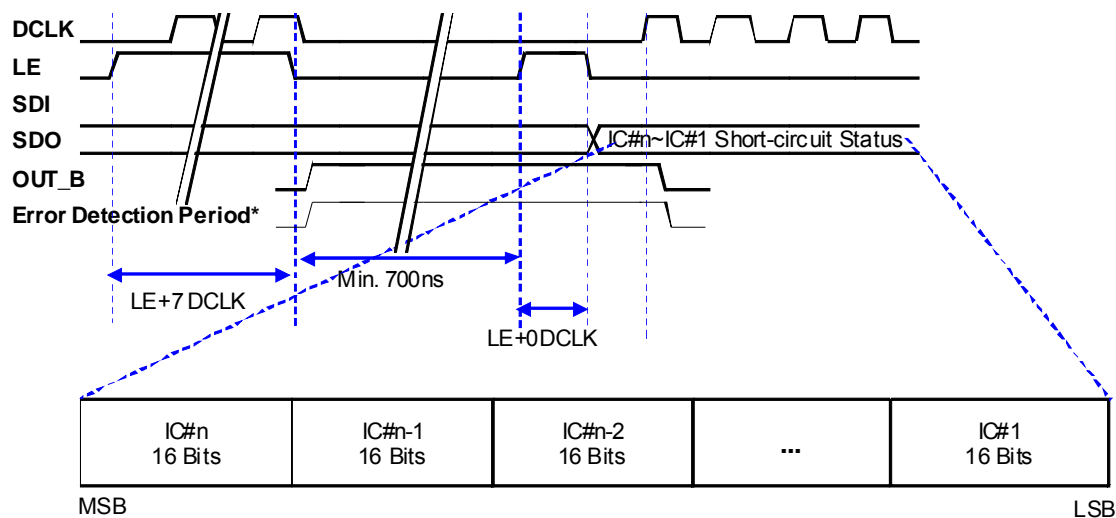 DCLK
LE
SDI
SDO
IC#n~IC#1 Short-circuit Status
OUT_B
Error Detection Period*
Min. 700ns
LE+7 DCLK
LE+0DCLK
IC#n
16 Bits
IC#n-1
16 Bits
IC#n-2
16 Bits
...
IC#1
16 Bits
MSB
LSB